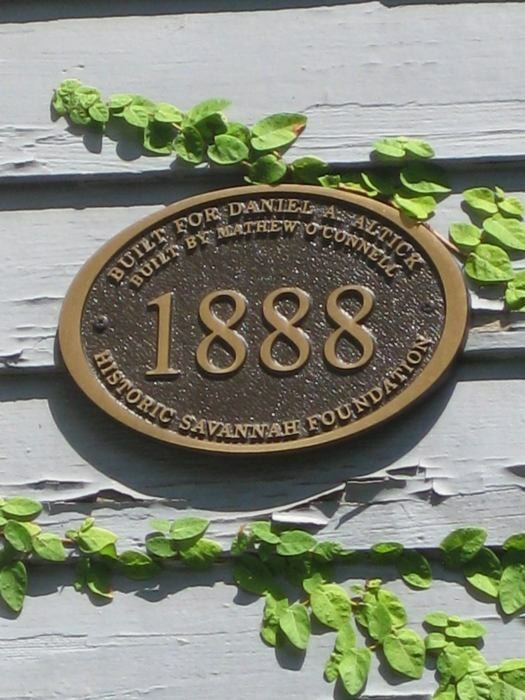 BUILT FOR DANIEL A. ALTICK
BUILT BY MATHEW O'CONNELL
1888
HISTORIC SAVANNAH FOUNDATION